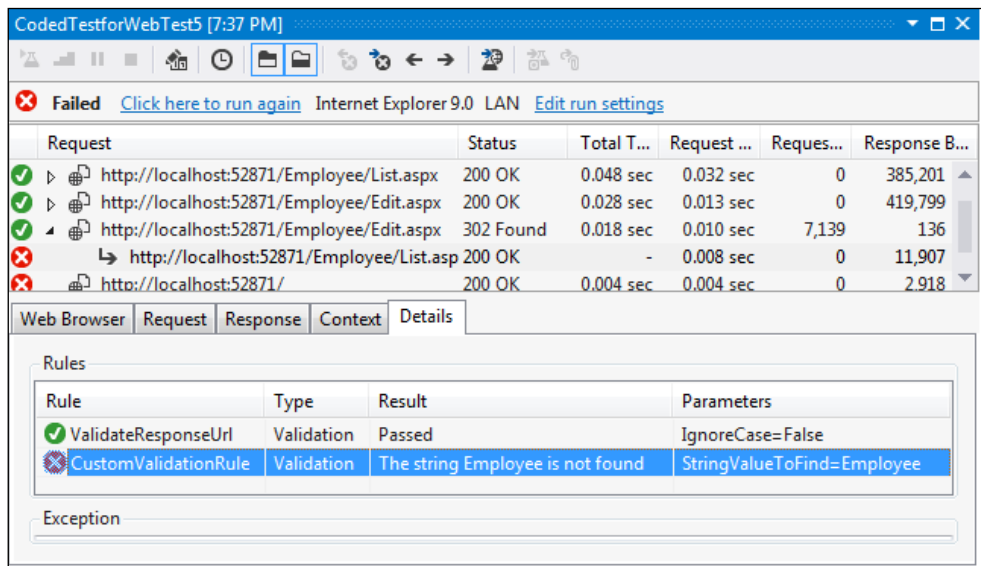 CodedTestforWebTest5 [7:37 PM]
Failed Click here to run again Internet Explorer 9.0 LAN Edit run settings
Request Status Total T... Request ... Reques... Response B...
http://localhost:52871/Employee/List.aspx 200 OK 0.048 sec 0.032 sec 0 385,201
http://localhost:52871/Employee/Edit.aspx 200 OK 0.028 sec 0.013 sec 0 419,799
http://localhost:52871/Employee/Edit.aspx 302 Found 0.018 sec 0.010 sec 7,139 136
http://localhost:52871/Employee/List.asp 200 OK - 0.008 sec 0 11,907
http://localhost:52871/ 200 OK 0.004 sec 0.004 sec 0 2,918
Web Browser Request Response Context Details
Rules
Rule Type Result Parameters
ValidateResponseUrl Validation Passed IgnoreCase=False
CustomValidationRule Validation The string Employee is not found StringValueToFind=Employee
Exception